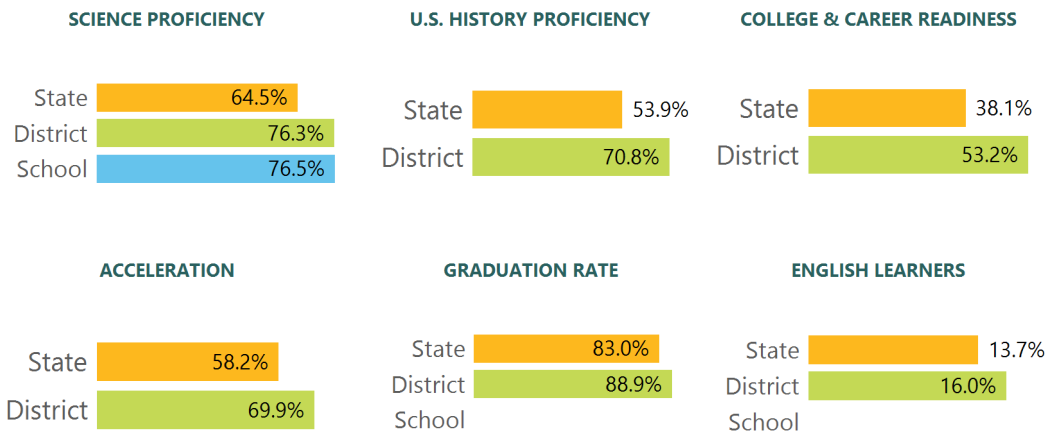 SCIENCE PROFICIENCY
State 64.5%
District 76.3%
School 76.5%
U.S. HISTORY PROFICIENCY
State 53.9%
District 70.8%
COLLEGE & CAREER READINESS
State 38.1%
District 53.2%
ACCELERATION
State 58.2%
District 69.9%
GRADUATION RATE
State 83.0%
District 88.9%
School
ENGLISH LEARNERS
State 13.7%
District 16.0%
School